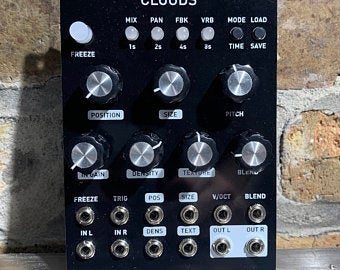 CLOUDS
MIX PAN FBK VRB MODE LOAD
1s 2s 4s 8s TIME SAVE
FREEZE
POSITION SIZE PITCH
IN GAIN DENSITY TEXTURE BLEND
FREEZE TRIG POS SIZE V/OCT BLEND
IN L IN R DENS TEXT OUT L OUT R